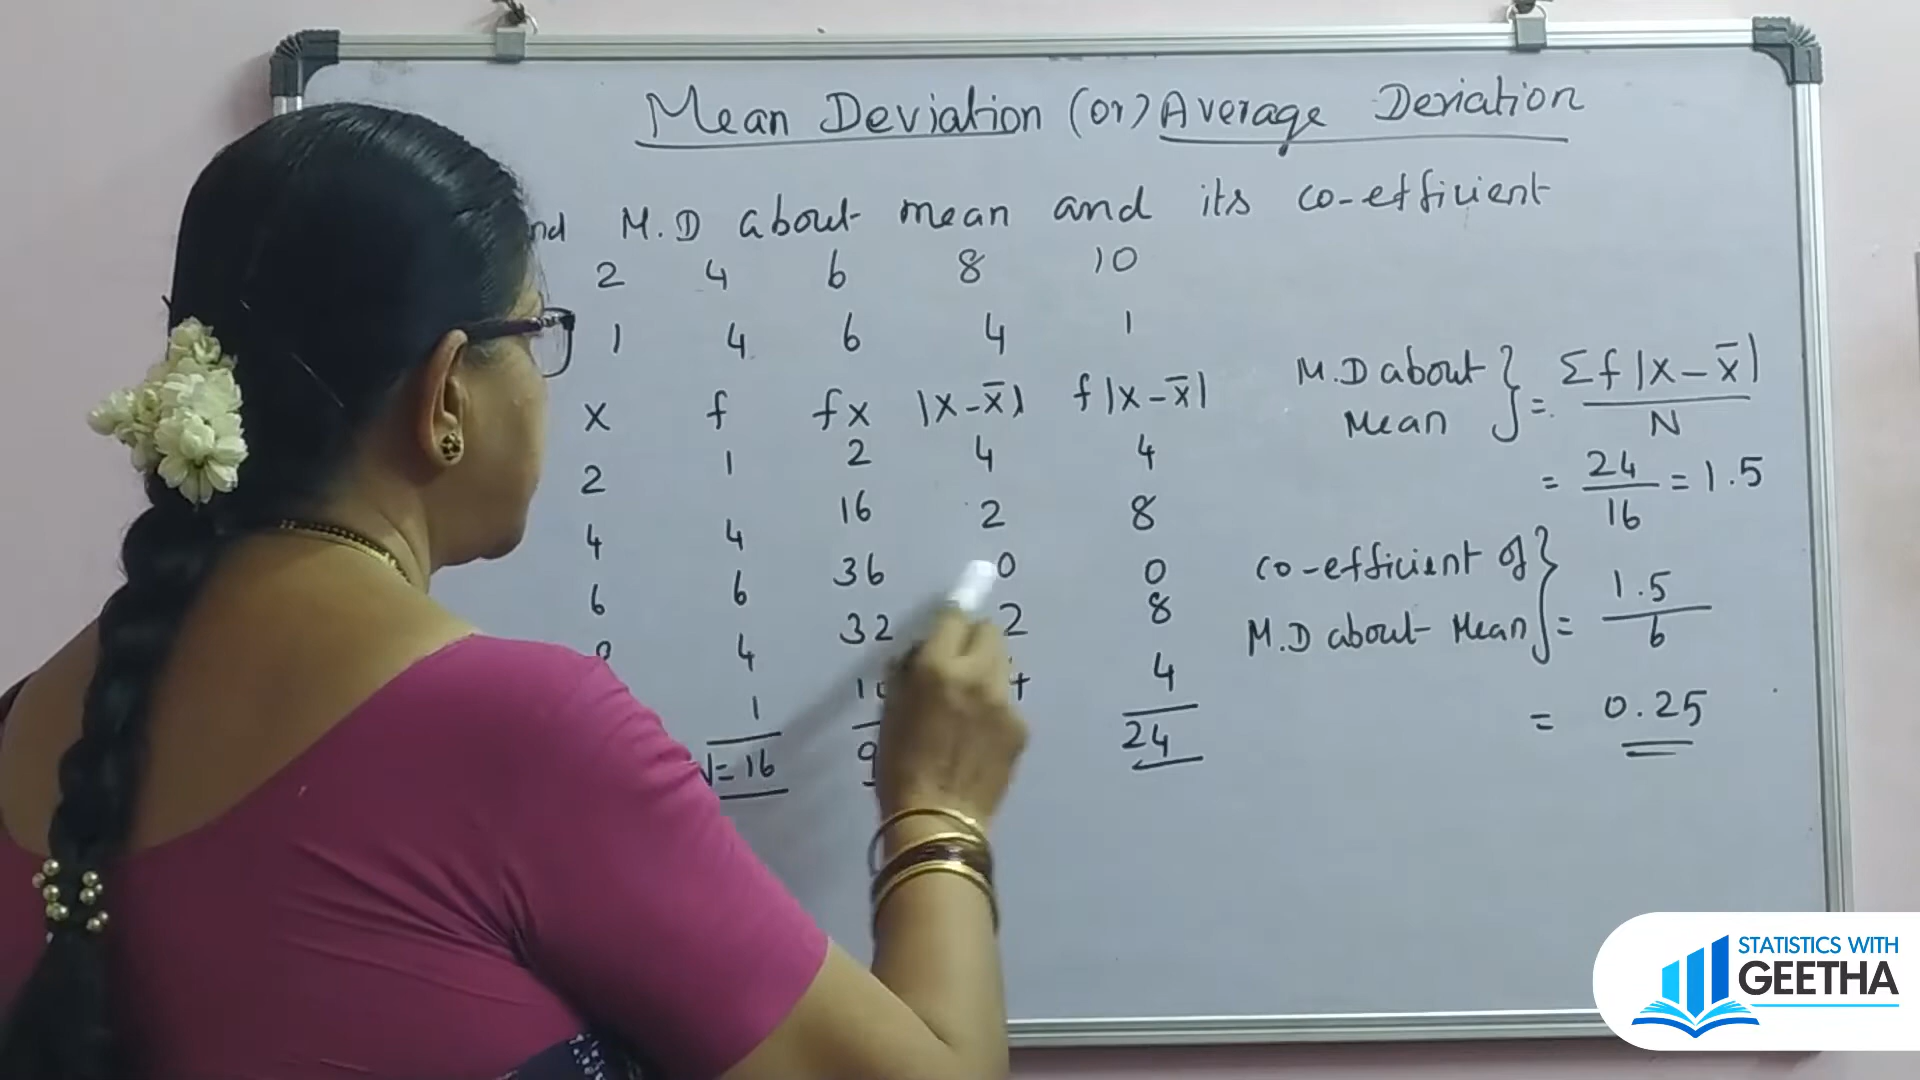 Mean Deviation (or) Average Deviation
M.D about mean and its co-efficient
2 4 6 8 10
1 4 6 4 1
x f fx |x-x̄| f|x-x̄|
2 1 2 4 4
4 4 16 2 8
6 6 36 0 0
4 32 2 8
1 4
= 16 24
M.D about Mean } = Σf|x-x̄| / N
= 24/16 = 1.5
co-efficient of M.D about Mean } = 1.5/6
= 0.25
STATISTICS WITH
GEETHA